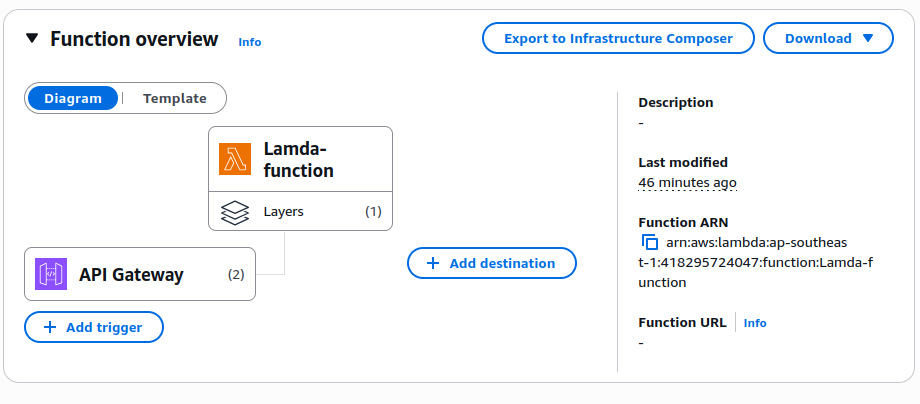 Function overview Info
Export to Infrastructure Composer
Download
Diagram
Template
Lamda-
function
Layers (1)
API Gateway (2)
+ Add destination
+ Add trigger
Description
-
Last modified
46 minutes ago
Function ARN
arn:aws:lambda:ap-southeas
t-1:418295724047:function:Lamda-f
unction
Function URL Info
-